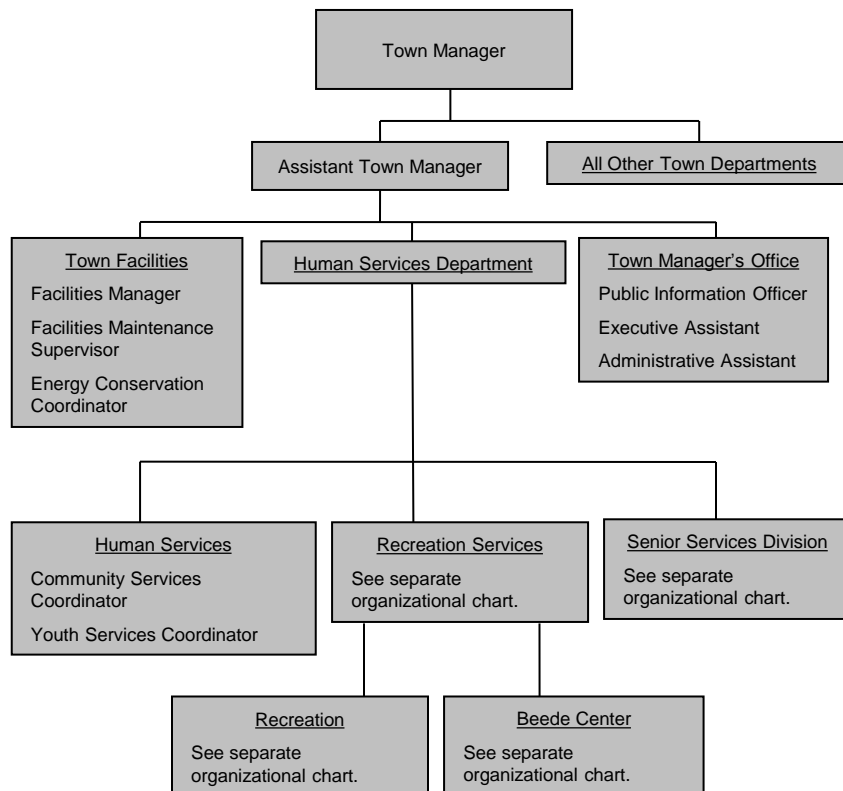 Town Manager
Assistant Town Manager
All Other Town Departments
Town Facilities
Facilities Manager
Facilities Maintenance
Supervisor
Energy Conservation
Coordinator
Human Services Department
Town Manager's Office
Public Information Officer
Executive Assistant
Administrative Assistant
Human Services
Community Services
Coordinator
Youth Services Coordinator
Recreation Services
See separate
organizational chart.
Senior Services Division
See separate
organizational chart.
Recreation
See separate
organizational chart.
Beede Center
See separate
organizational chart.